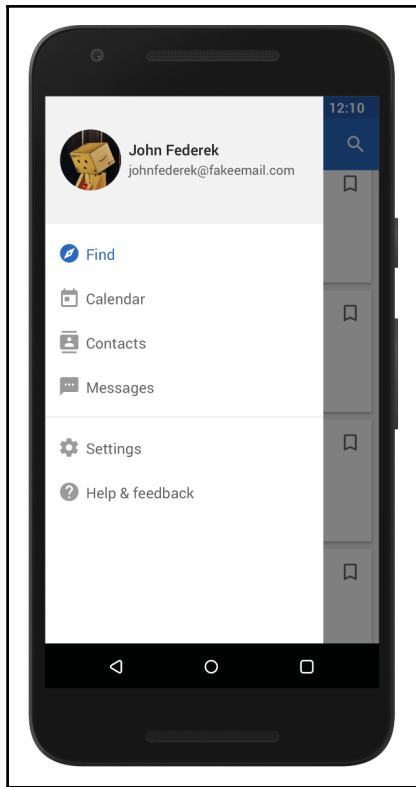 12:10
John Federek
johnfederek@fakeemail.com
Find
Calendar
Contacts
Messages
Settings
Help & feedback